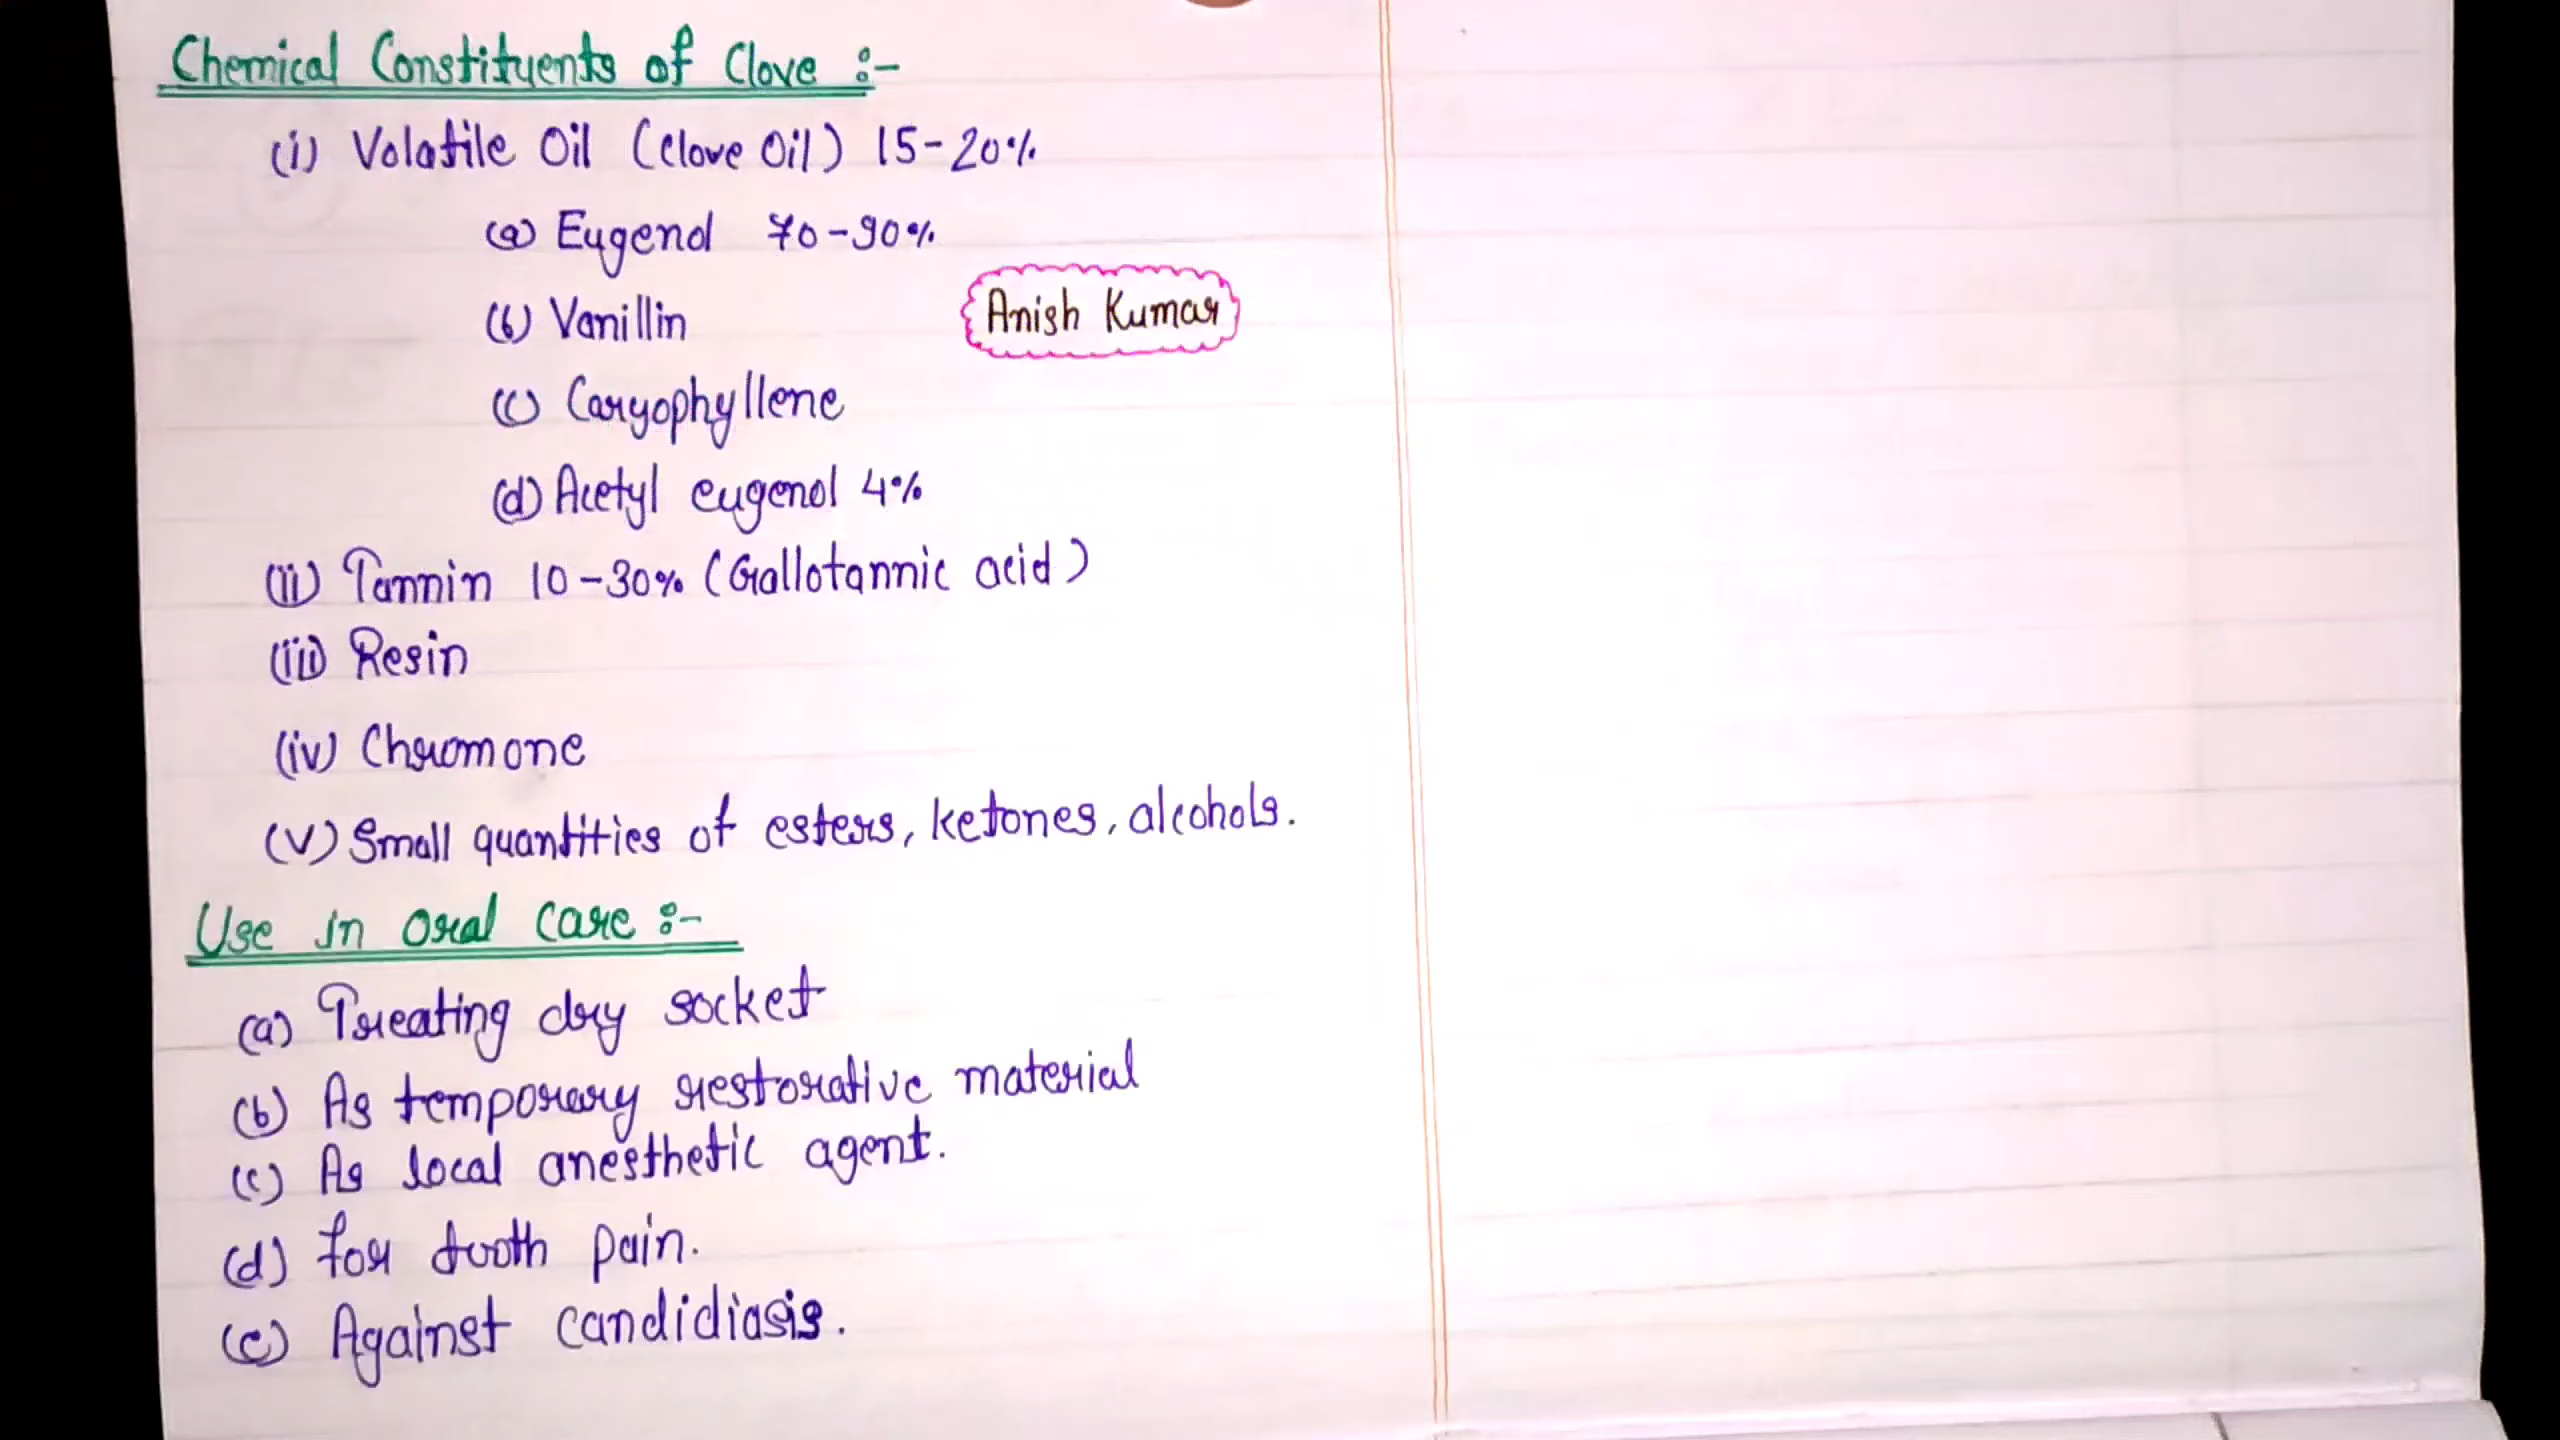 Chemical Constituents of Clove :-
(i) Volatile Oil (Clove Oil) 15-20%
(a) Eugenol 70-90%
(b) Vanillin
Anish Kumar
(c) Caryophyllene
(d) Acetyl eugenol 4%
(ii) Tannin 10-30% (Gallotannic acid)
(iii) Resin
(iv) Chromone
(v) Small quantities of esters, ketones, alcohols.
Use in Oral Care :-
(a) Treating dry socket
(b) As temporary restorative material
(c) As local anesthetic agent.
(d) for tooth pain.
(e) Against candidiasis.